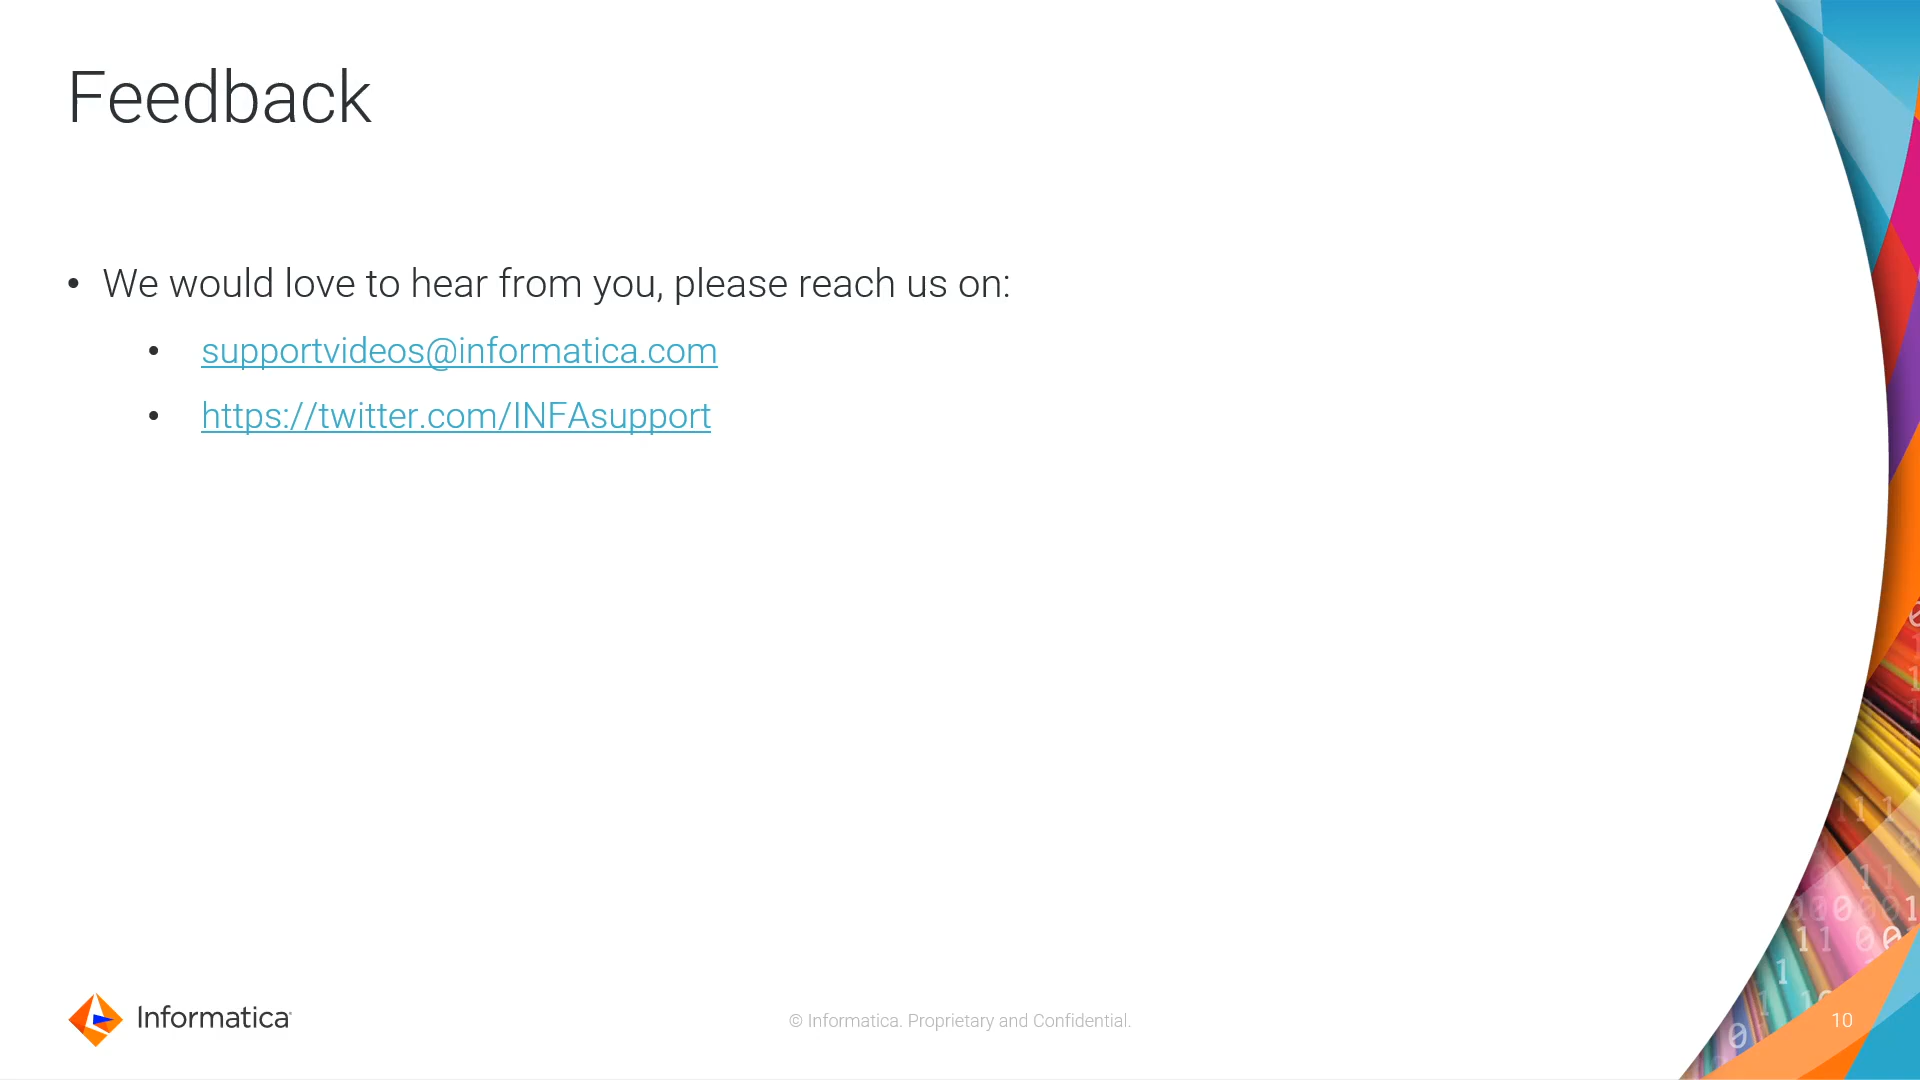 Feedback
• We would love to hear from you, please reach us on:
• supportvideos@informatica.com
• https://twitter.com/INFAsupport
Informatica
© Informatica. Proprietary and Confidential.
10